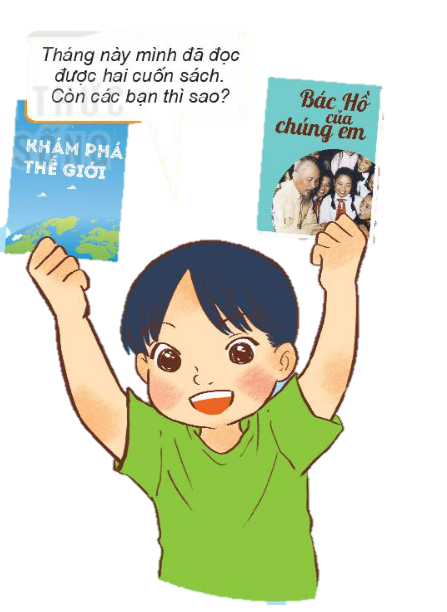 Tháng này mình đã đọc
được hai cuốn sách.
Còn các bạn thì sao?
KHÁM PHÁ
THẾ GIỚI
Bác Hồ
của
chúng em